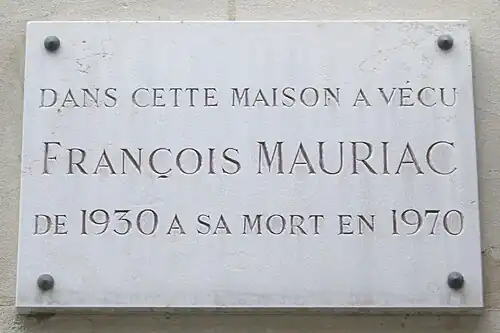 DANS CETTE MAISON A VÉCU
FRANÇOIS MAURIAC
DE 1930 A SA MORT EN 1970